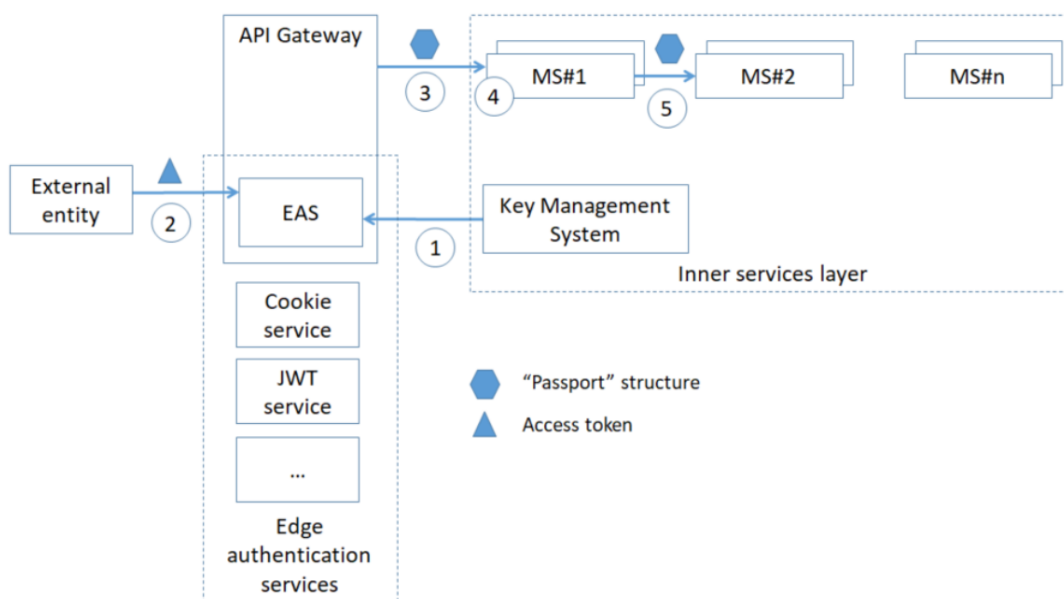 API Gateway
3
4
MS#1
5
MS#2
MS#n
External
entity
2
EAS
1
Key Management
System
Inner services layer
Cookie
service
JWT
service
...
Edge
authentication
services
“Passport” structure
Access token